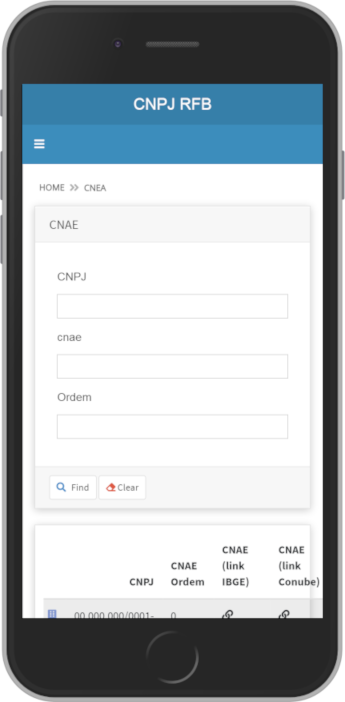 CNPJ RFB
HOME >> CNEA
CNAE
CNPJ
cnae
Ordem
Find Clear
CNPJ CNAE Ordem CNAE (link IBGE) CNAE (link Conube)
00.000.000/0001- 0